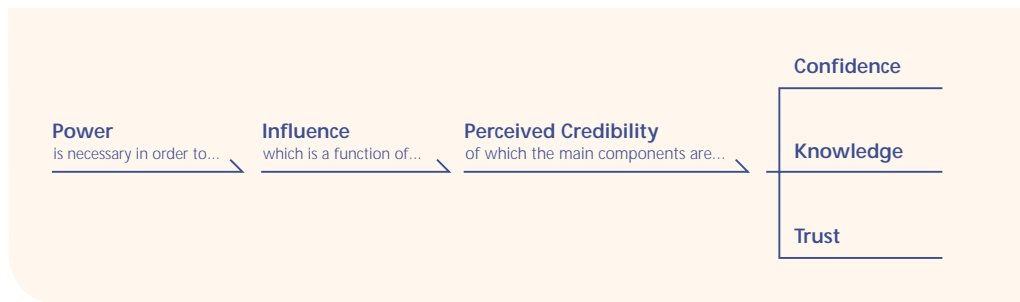 Confidence
Power
is necessary in order to...
Influence
which is a function of...
Perceived Credibility
of which the main components are...
Knowledge
Trust